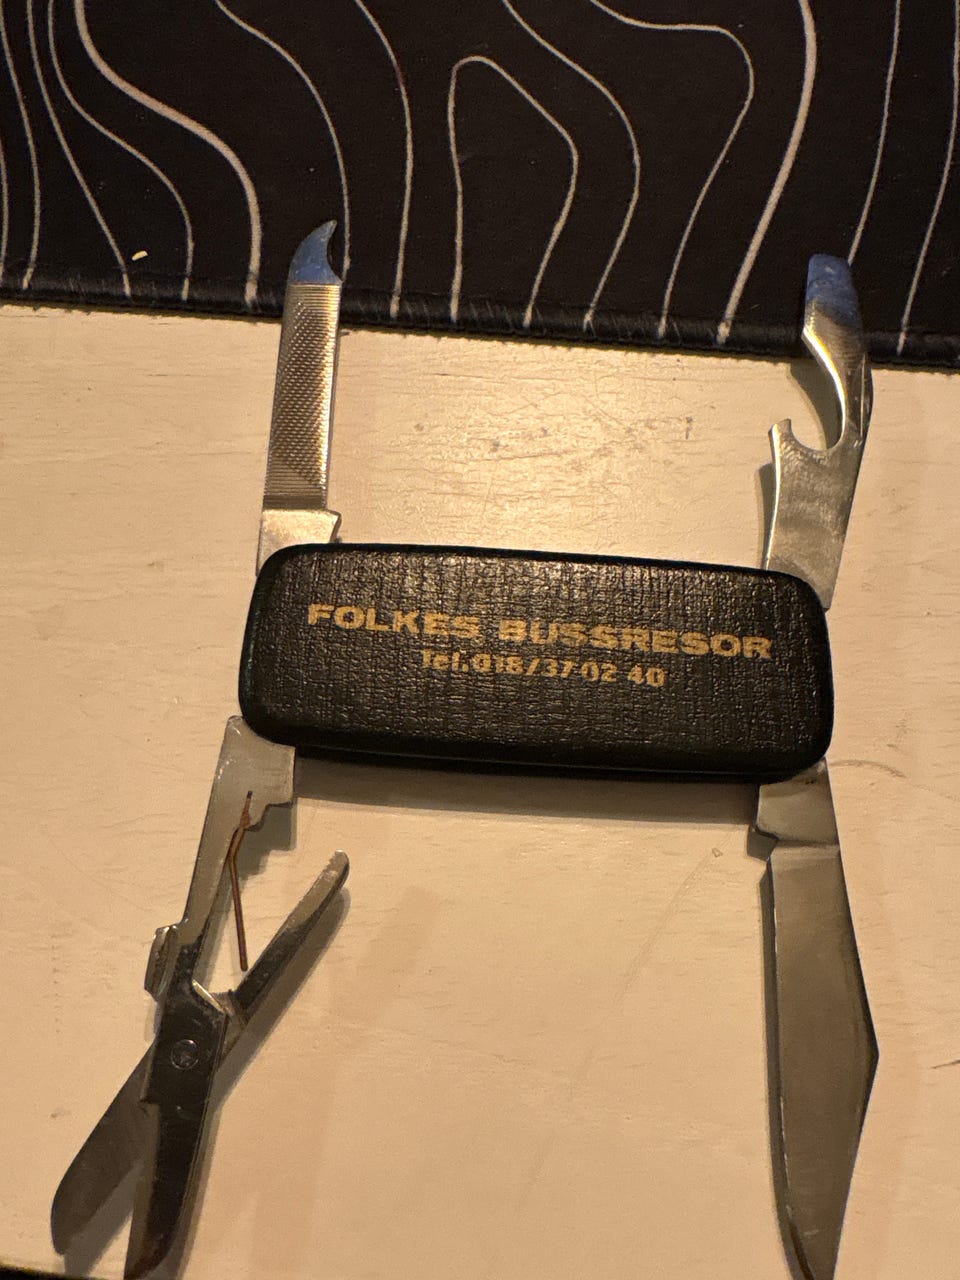 FOLKES BUSSRESOR
Tel.018/37 02 40